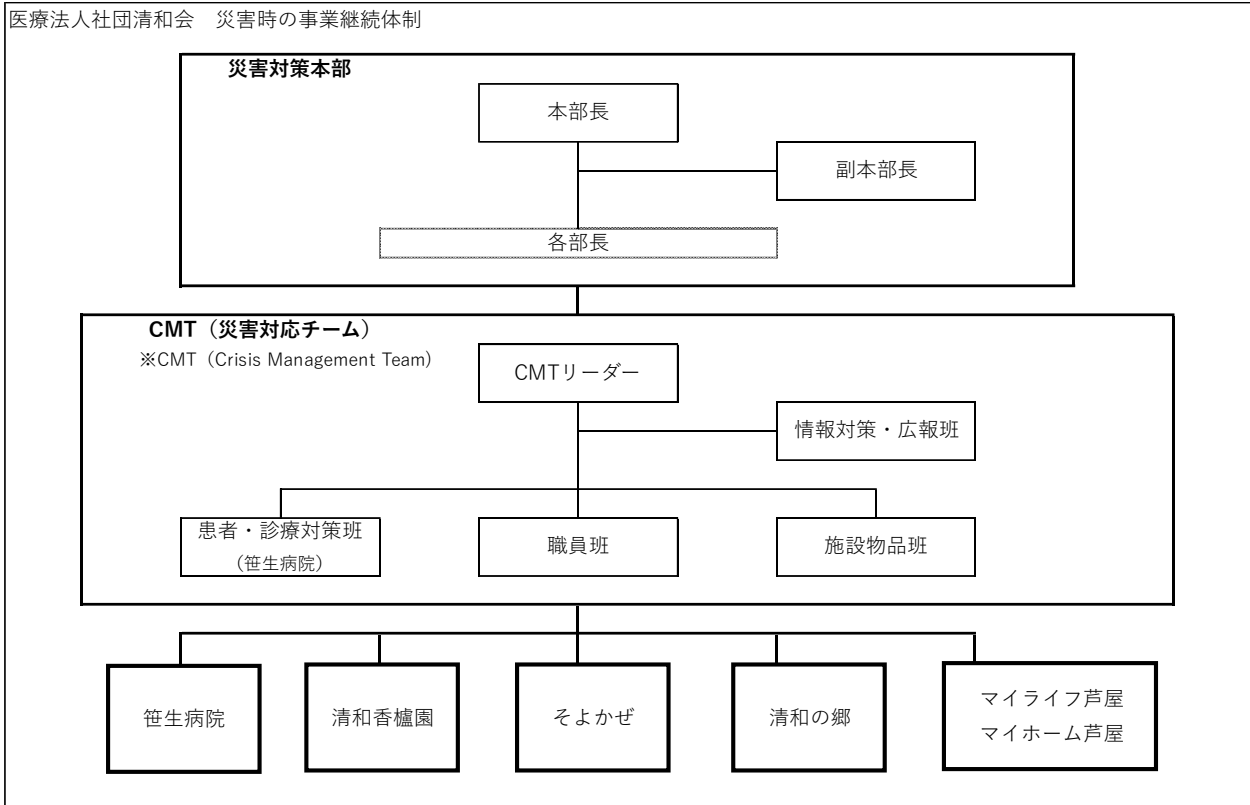 医療法人社団清和会　災害時の事業継続体制
災害対策本部
本部長
副本部長
各部長
CMT（災害対応チーム）
※CMT（Crisis Management Team）
CMTリーダー
情報対策・広報班
患者・診療対策班
（笹生病院）
職員班
施設物品班
笹生病院
清和香櫨園
そよかぜ
清和の郷
マイライフ芦屋
マイホーム芦屋